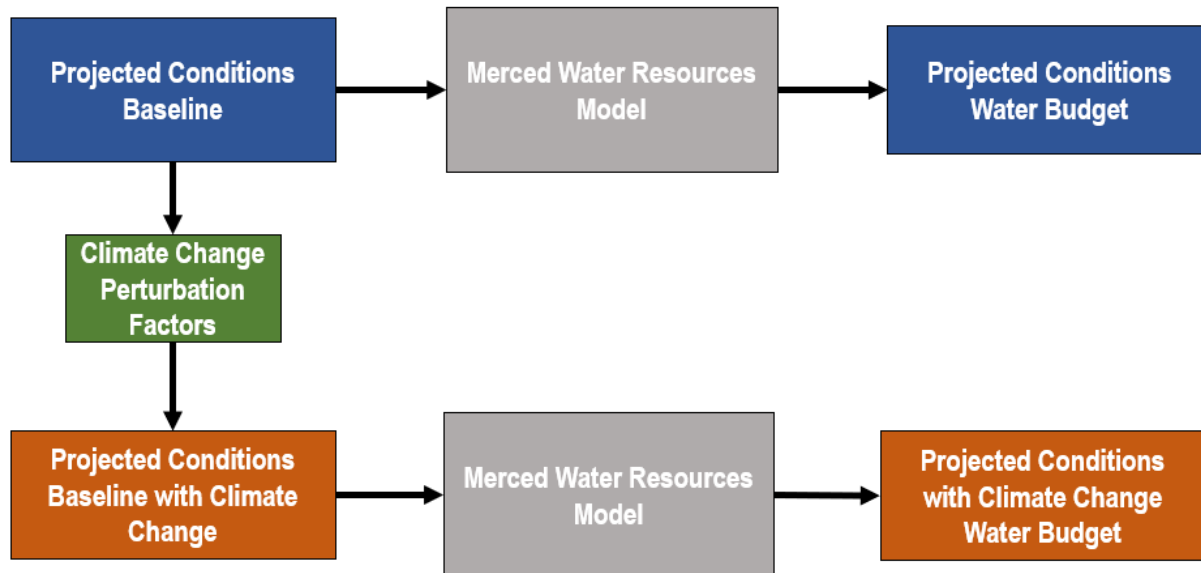 Projected Conditions
Baseline
Merced Water Resources
Model
Projected Conditions
Water Budget
Climate Change
Perturbation
Factors
Projected Conditions
Baseline with Climate
Change
Merced Water Resources
Model
Projected Conditions
with Climate Change
Water Budget